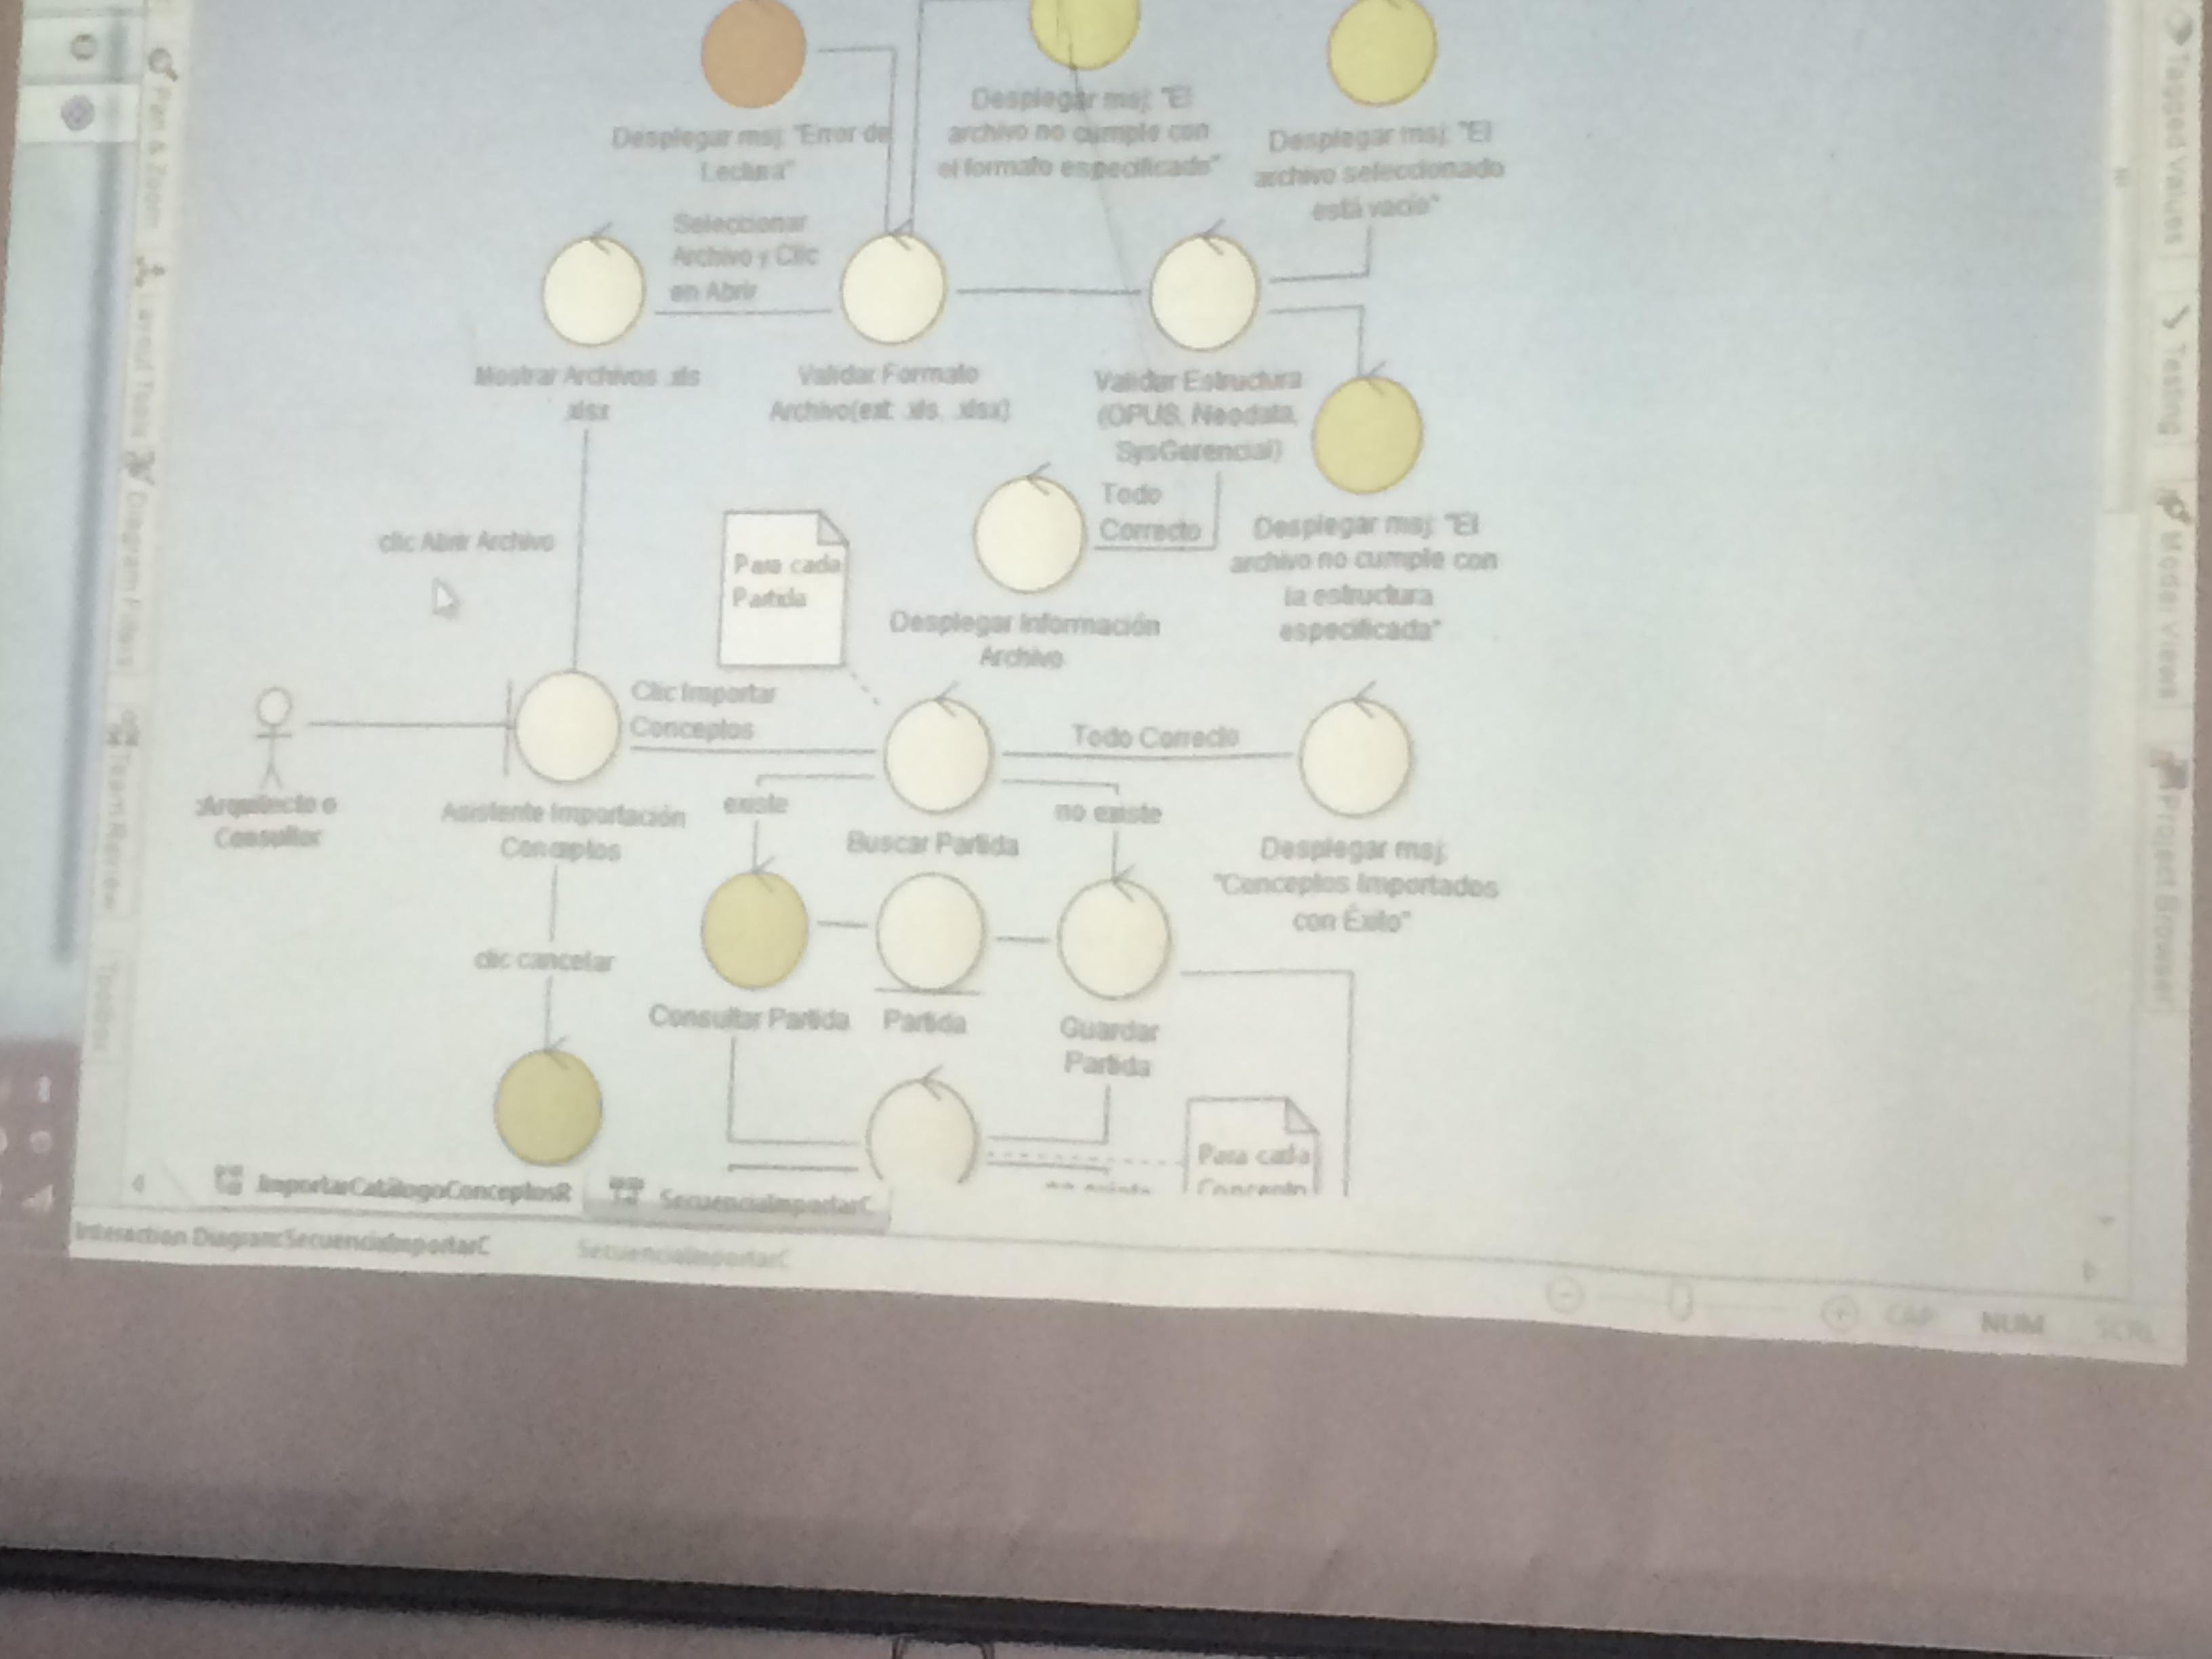 Desplegar msj: "Error de
Lectura"
Desplegar msj: "El
archivo no cumple con
el formato especificado"
Desplegar msj: "El
archivo seleccionado
está vacío"
Seleccionar
Archivo y Clic
en Abrir
Mostrar Archivos .xls
.xlsx
Validar Formato
Archivo(ext. .xls, .xlsx)
Validar Estructura
(OPUS, Neodata,
SysGerencial)
Todo
Correcto
Desplegar msj: "El
archivo no cumple con
la estructura
especificada"
clic Abrir Archivo
Para cada
Partida
Desplegar Información
Archivo
Clic Importar
Conceptos
Todo Correcto
:Arquitecto o
Consultor
Asistente Importación
Conceptos
existe
no existe
Buscar Partida
Desplegar msj:
"Conceptos Importados
con Éxito"
clic cancelar
Consultar Partida
Partida
Guardar
Partida
Para cada
Concepto
no existe
ImportarCatálogoConceptosR
SecuenciaImportarC
Interaction Diagram:SecuenciaImportarC
SecuenciaImportarC
CAP
NUM
SCRL
Pan & Zoom
Layout Tools
Diagram Filters
Team Review
Toolbox
Tagged Values
Testing
Model Views
Project Browser